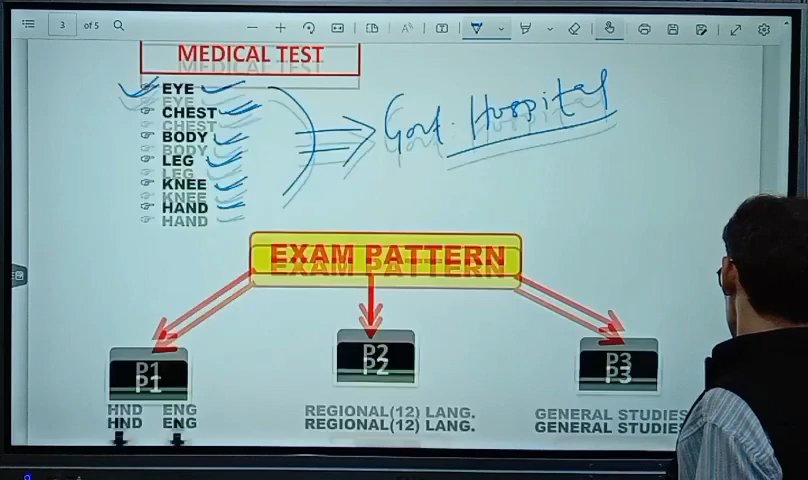 3 of 5
MEDICAL TEST
EYE
CHEST
BODY
LEG
KNEE
HAND
Govt. Hospital
EXAM PATTERN
P1
P2
P3
HND ENG
REGIONAL(12) LANG.
GENERAL STUDIES